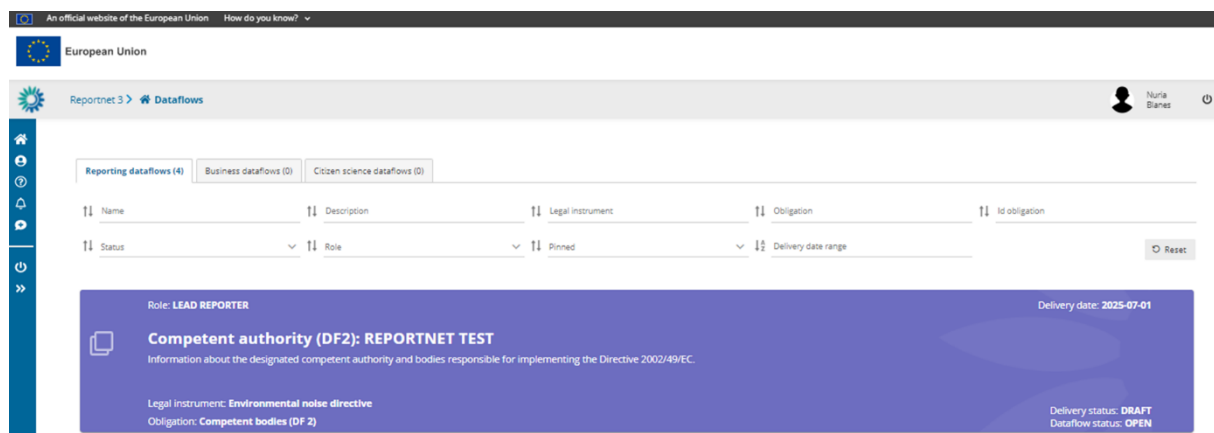 An official website of the European Union How do you know?
European Union
Reportnet 3 > Dataflows
Nuria
Blanes
Reporting dataflows (4) Business dataflows (0) Citizen science dataflows (0)
Name Description Legal instrument Obligation Id obligation
Status Role Pinned Delivery date range Reset
Role: LEAD REPORTER Delivery date: 2025-07-01
Competent authority (DF2): REPORTNET TEST
Information about the designated competent authority and bodies responsible for implementing the Directive 2002/49/EC.
Legal instrument: Environmental noise directive
Obligation: Competent bodies (DF 2)
Delivery status: DRAFT
Dataflow status: OPEN